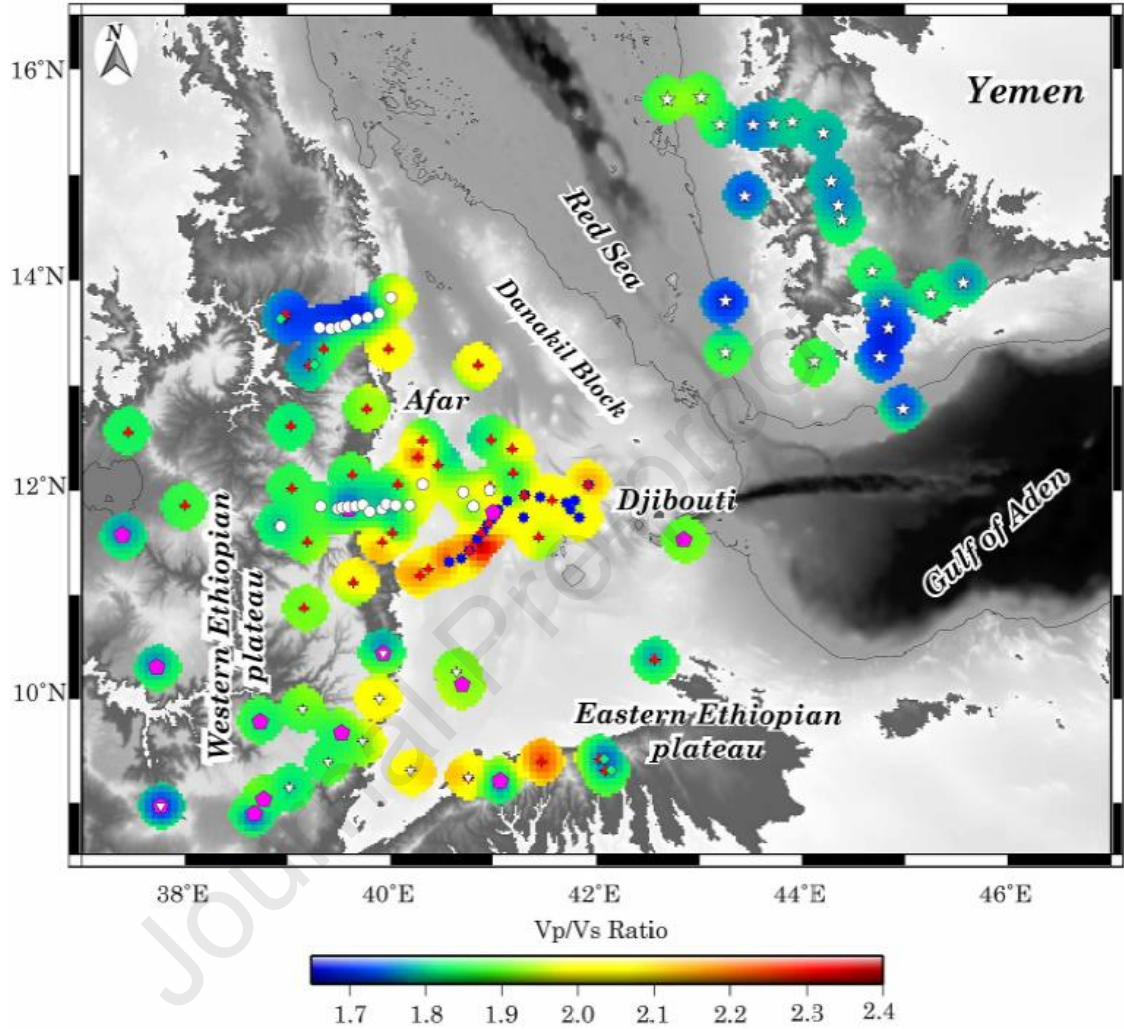 N
16°N
14°N
12°N
10°N
Yemen
Red Sea
Danakil Block
Afar
Djibouti
Gulf of Aden
Western Ethiopian
plateau
Eastern Ethiopian
plateau
Journal Pre-proof
38°E 40°E 42°E 44°E 46°E
Vp/Vs Ratio
1.7 1.8 1.9 2.0 2.1 2.2 2.3 2.4